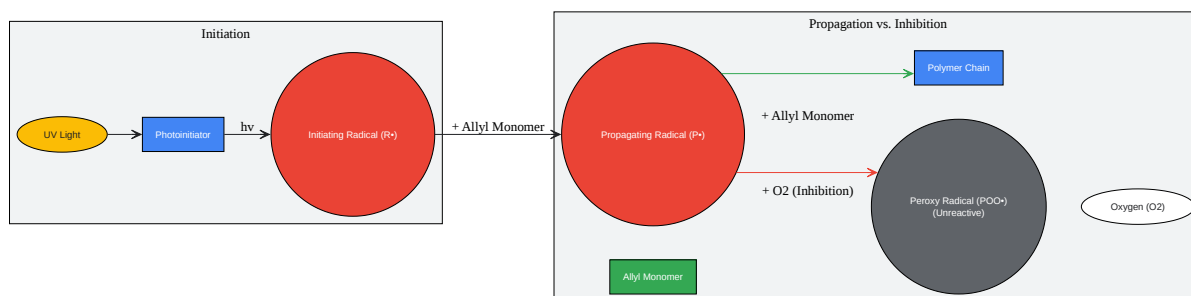 Initiation
UV Light
Photoinitiator
hv
Initiating Radical (R•)
+ Allyl Monomer
Propagation vs. Inhibition
Propagating Radical (P•)
Polymer Chain
+ Allyl Monomer
+ O2 (Inhibition)
Peroxy Radical (POO•)
(Unreactive)
Oxygen (O2)
Allyl Monomer